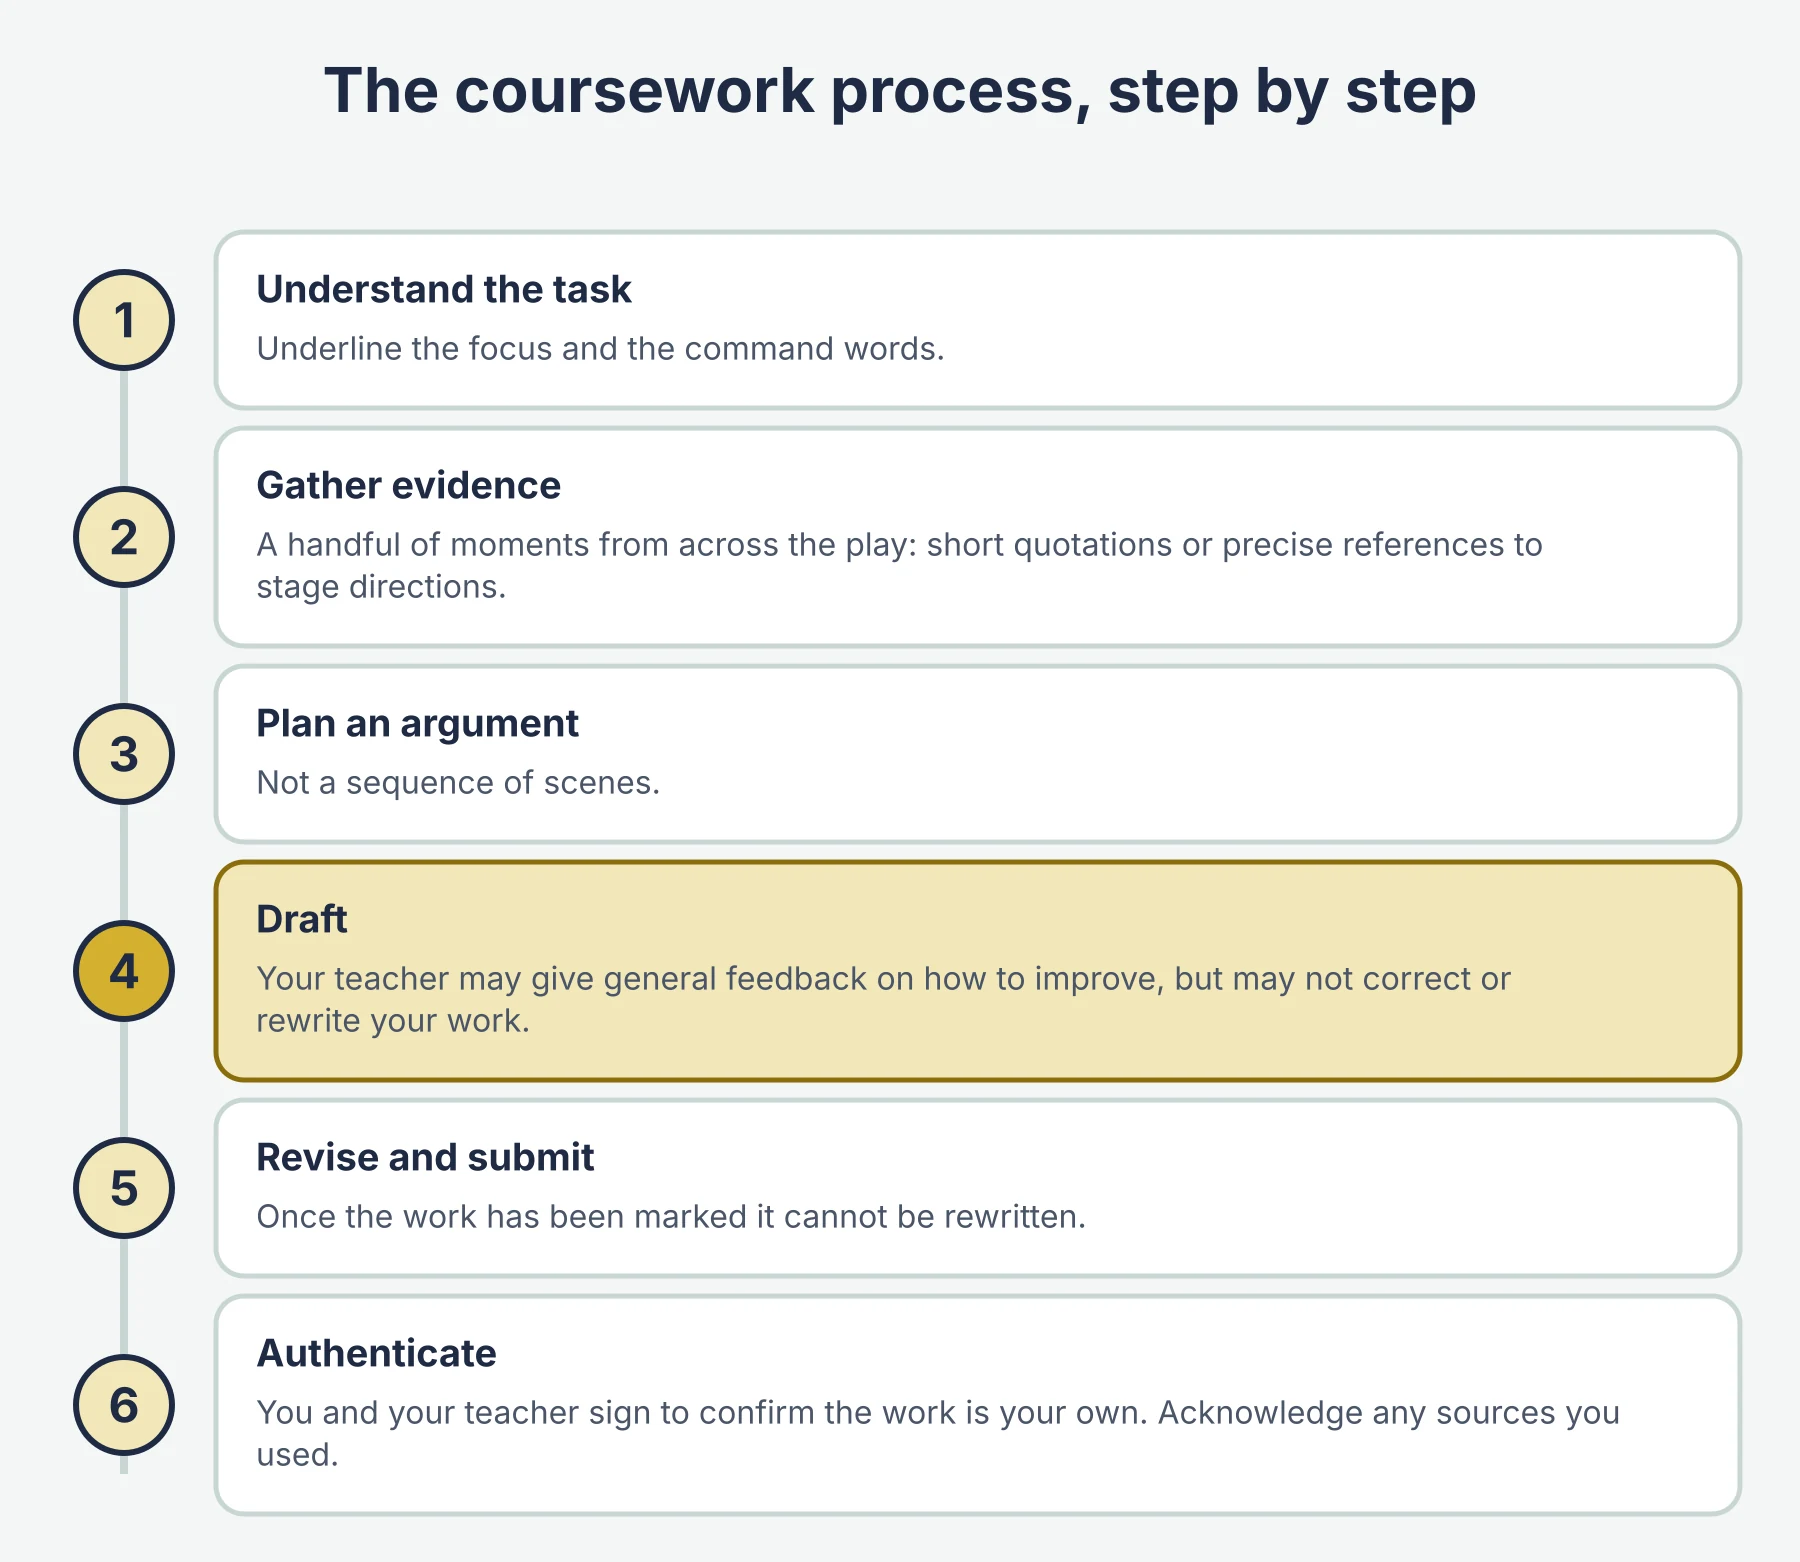 The coursework process, step by step
1
Understand the task
Underline the focus and the command words.
2
Gather evidence
A handful of moments from across the play: short quotations or precise references to
stage directions.
3
Plan an argument
Not a sequence of scenes.
4
Draft
Your teacher may give general feedback on how to improve, but may not correct or
rewrite your work.
5
Revise and submit
Once the work has been marked it cannot be rewritten.
6
Authenticate
You and your teacher sign to confirm the work is your own. Acknowledge any sources you
used.